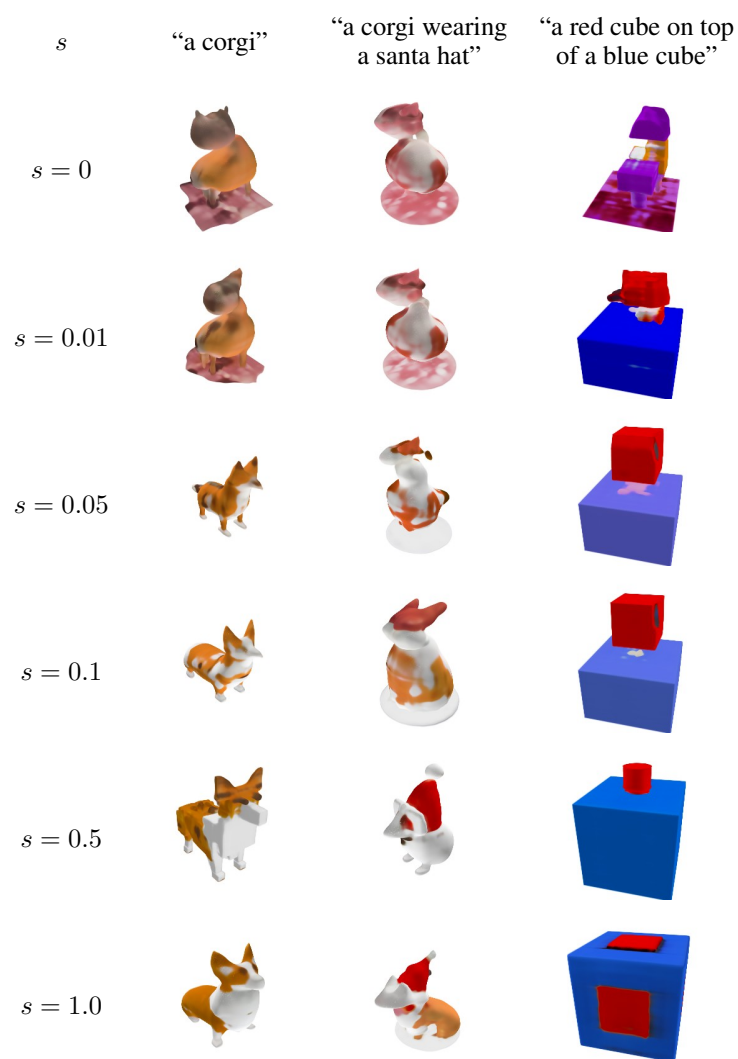 s
“a corgi”
“a corgi wearing
a santa hat”
“a red cube on top
of a blue cube”
s = 0
s = 0.01
s = 0.05
s = 0.1
s = 0.5
s = 1.0